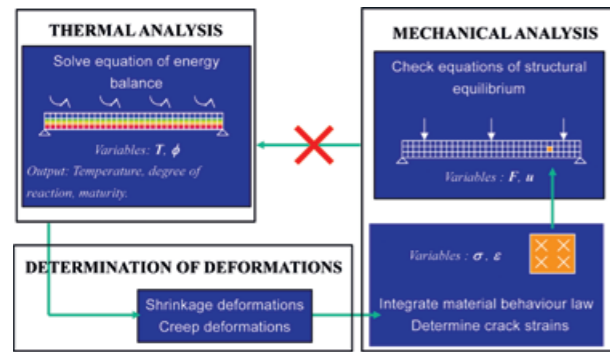 THERMAL ANALYSIS
Solve equation of energy
balance
Variables: T, ϕ
Output: Temperature, degree of
reaction, maturity.
MECHANICAL ANALYSIS
Check equations of structural
equilibrium
Variables : F, u
Variables : σ, ε
Integrate material behaviour law
Determine crack strains
DETERMINATION OF DEFORMATIONS
Shrinkage deformations
Creep deformations